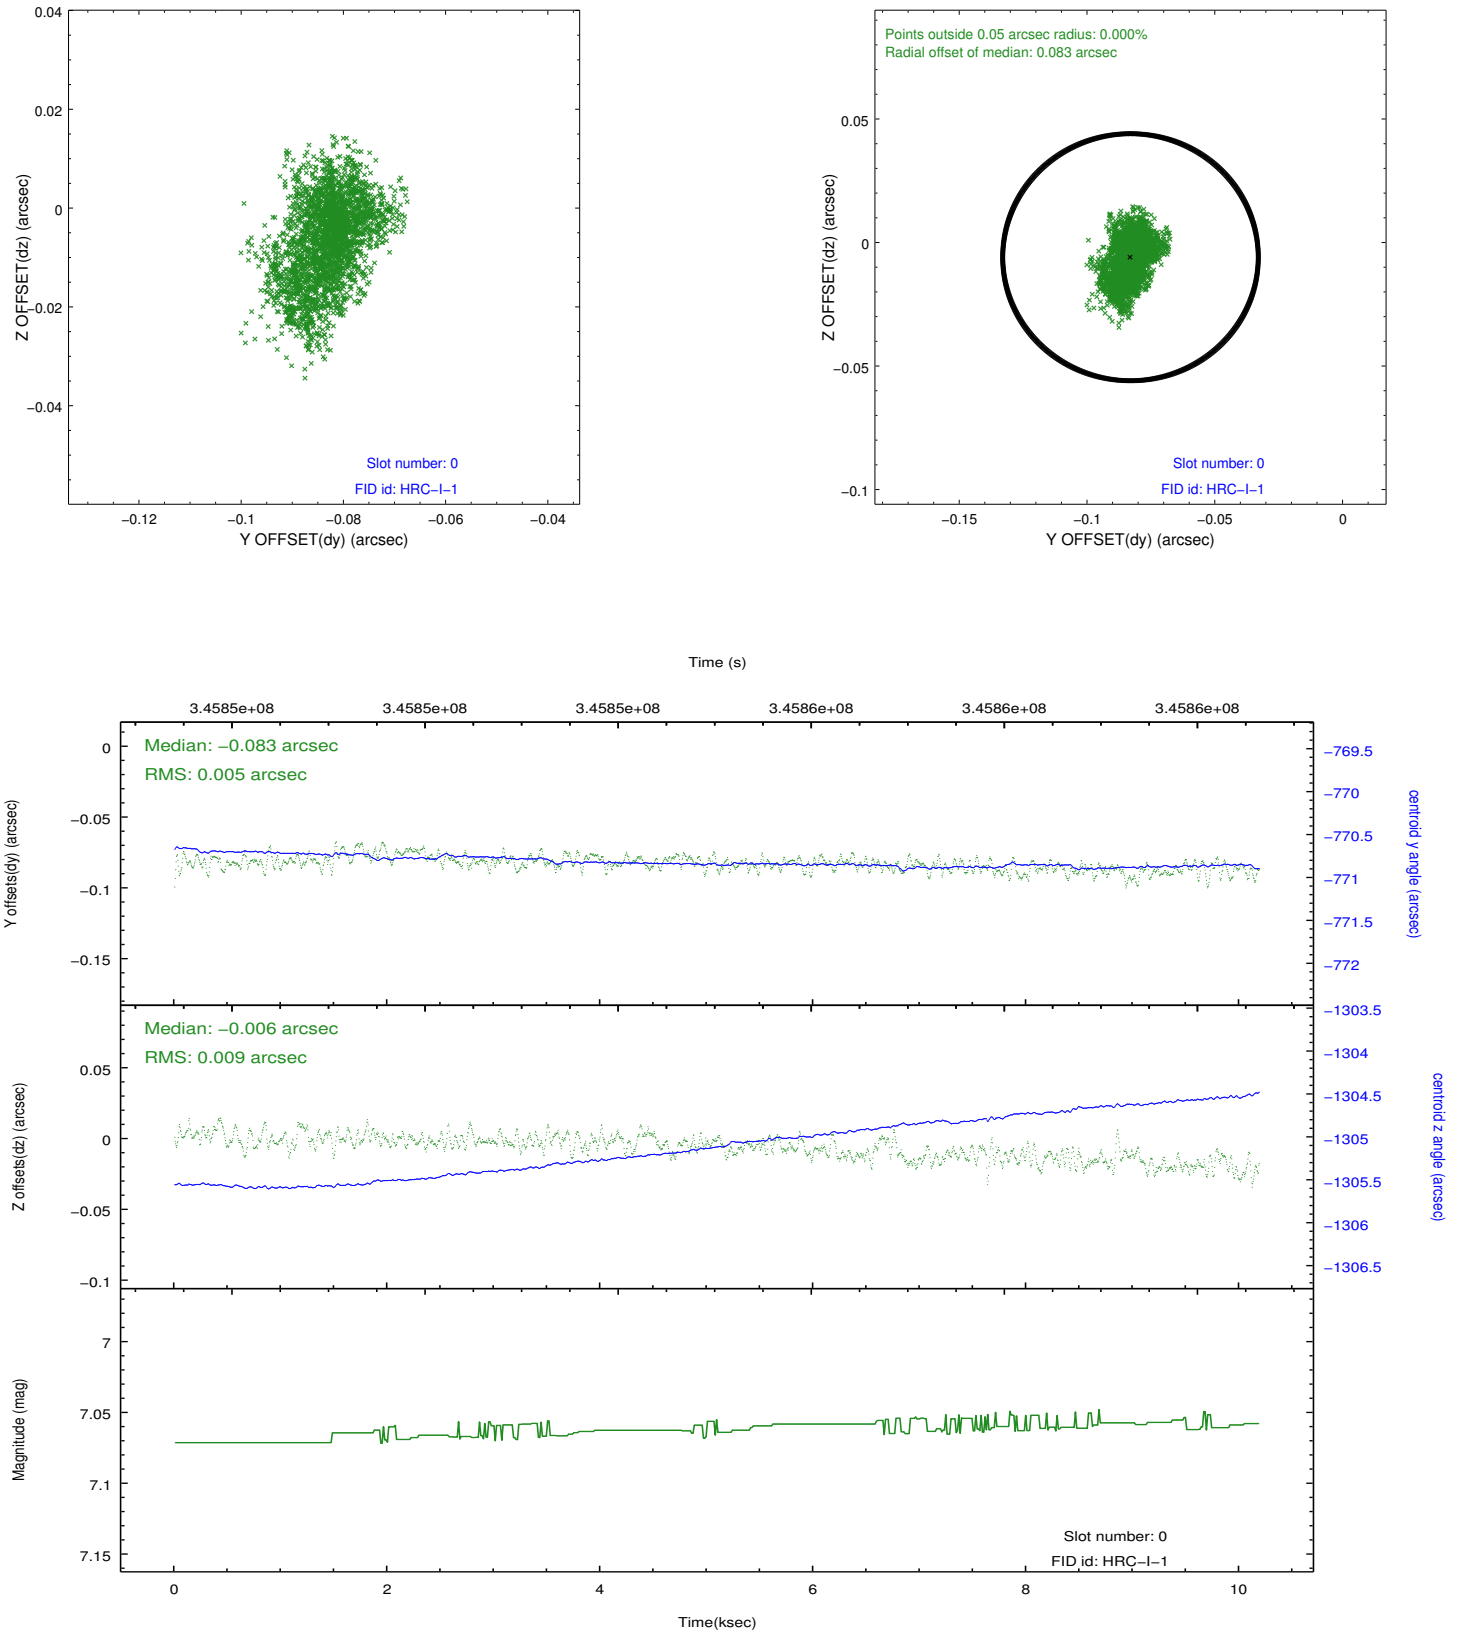 0.04
0.02
0
−0.02
−0.04
Z OFFSET(dz) (arcsec)
Slot number: 0
FID id: HRC−I−1
−0.12 −0.1 −0.08 −0.06 −0.04
Y OFFSET(dy) (arcsec)
Points outside 0.05 arcsec radius: 0.000%
Radial offset of median: 0.083 arcsec
0.05
0
−0.05
−0.1
Z OFFSET(dz) (arcsec)
Slot number: 0
FID id: HRC−I−1
−0.15 −0.1 −0.05 0
Y OFFSET(dy) (arcsec)
Time (s)
3.4585e+08 3.4585e+08 3.4585e+08 3.4586e+08 3.4586e+08 3.4586e+08
Median: −0.083 arcsec
RMS: 0.005 arcsec
0
−0.05
−0.1
−0.15
Y offsets(dy) (arcsec)
−769.5
−770
−770.5
−771
−771.5
−772
centroid y angle (arcsec)
Median: −0.006 arcsec
RMS: 0.009 arcsec
0.05
0
−0.05
−0.1
Z offsets(dz) (arcsec)
−1303.5
−1304
−1304.5
−1305
−1305.5
−1306
−1306.5
centroid z angle (arcsec)
7
7.05
7.1
7.15
Magnitude (mag)
Slot number: 0
FID id: HRC−I−1
0 2 4 6 8 10
Time(ksec)